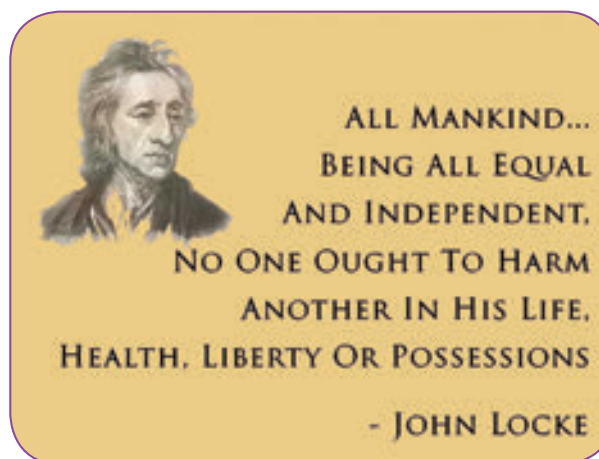 ALL MANKIND...
BEING ALL EQUAL
AND INDEPENDENT,
NO ONE OUGHT TO HARM
ANOTHER IN HIS LIFE,
HEALTH, LIBERTY OR POSSESSIONS
- JOHN LOCKE